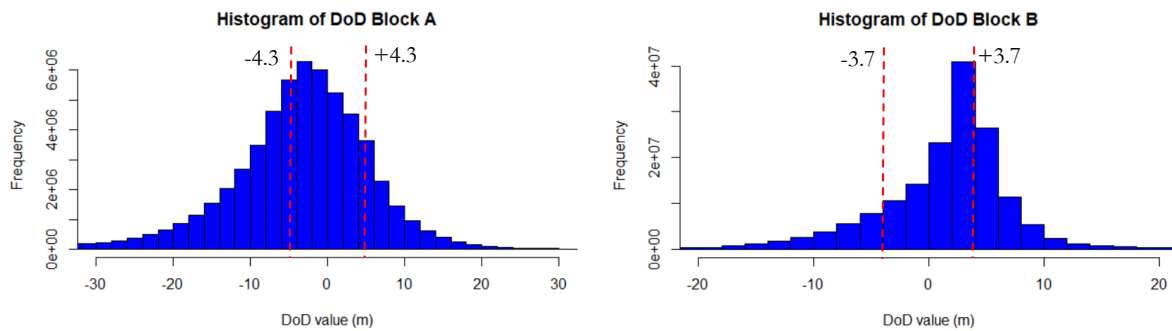 Histogram of DoD Block A
-4.3
+4.3
Frequency
0e+00 2e+06 4e+06 6e+06
-30 -20 -10 0 10 20 30
DoD value (m)
Histogram of DoD Block B
-3.7
+3.7
Frequency
0e+00 2e+07 4e+07
-20 -10 0 10 20
DoD value (m)